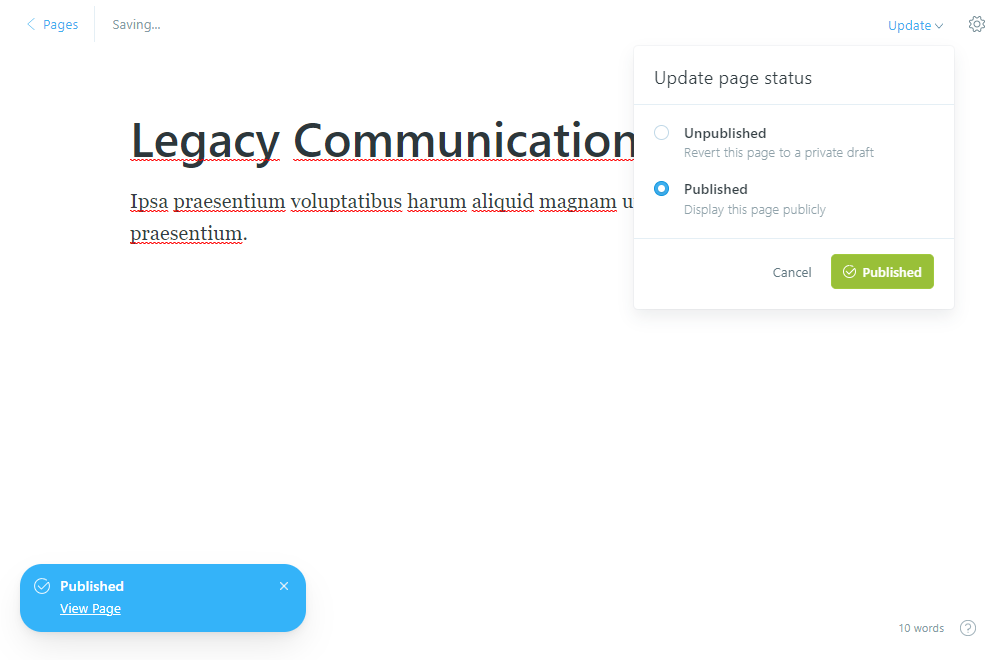 Pages
Saving...
Update
Update page status
Legacy Communication
Unpublished
Revert this page to a private draft
Published
Display this page publicly
Ipsa praesentium voluptatibus harum aliquid magnam u
praesentium.
Cancel
Published
Published
View Page
10 words
?